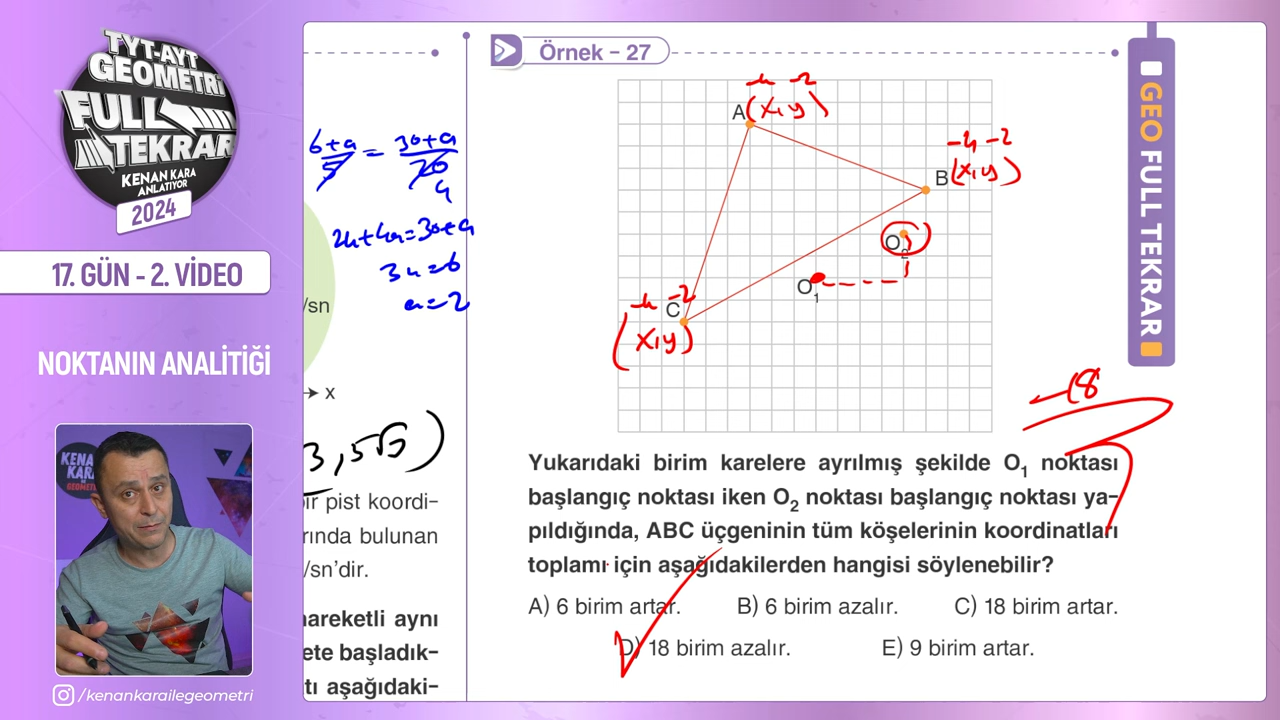 TYT-AYT
GEOMETRİ
FULL
TEKRAR
KENAN KARA
ANLATIYOR
2024
17. GÜN - 2. VİDEO
NOKTANIN ANALİTİĞİ
/kenankarailegeometri
6+a/5 = 30+a/20
4
24+4a=30+a
3a=6
a=2
/sn
x
3,5√3)
bir pist koordi-
rında bulunan
/sn'dir.
hareketli aynı
ete başladık-
tı aşağıdaki-
Örnek – 27
-4 -2
A (x,y)
-4 -2
B (x,y)
O2
O1
-4 -2
C
(x,y)
-18
Yukarıdaki birim karelere ayrılmış şekilde O1 noktası
başlangıç noktası iken O2 noktası başlangıç noktası ya-
pıldığında, ABC üçgeninin tüm köşelerinin koordinatları
toplamı için aşağıdakilerden hangisi söylenebilir?
A) 6 birim artar. B) 6 birim azalır. C) 18 birim artar.
D) 18 birim azalır. E) 9 birim artar.
GEO FULL TEKRAR